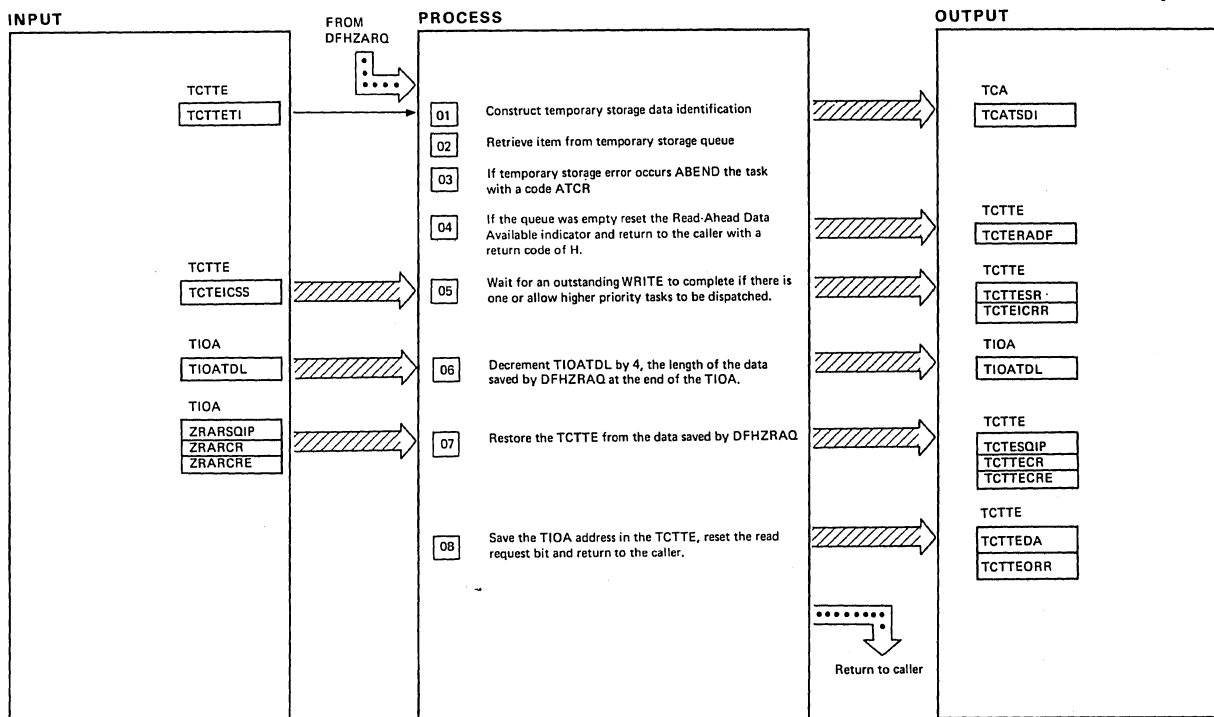 INPUT
FROM
DFHZARQ
PROCESS
OUTPUT
TCTTE
TCTTETI
01 Construct temporary storage data identification
TCA
TCATSDI
02 Retrieve item from temporary storage queue
03 If temporary storage error occurs ABEND the task
with a code ATCR
04 If the queue was empty reset the Read-Ahead Data
Available indicator and return to the caller with a
return code of H.
TCTTE
TCTERADF
TCTTE
TCTEICSS
05 Wait for an outstanding WRITE to complete if there is
one or allow higher priority tasks to be dispatched.
TCTTE
TCTTESR
TCTEICRR
TIOA
TIOATDL
06 Decrement TIOATDL by 4, the length of the data
saved by DFHZRAQ at the end of the TIOA.
TIOA
TIOATDL
TIOA
ZRARSQIP
ZRARCR
ZRARCRE
07 Restore the TCTTE from the data saved by DFHZRAQ
TCTTE
TCTESQIP
TCTTECR
TCTTECRE
08 Save the TIOA address in the TCTTE, reset the read
request bit and return to the caller.
TCTTE
TCTTEDA
TCTTEORR
Return to caller